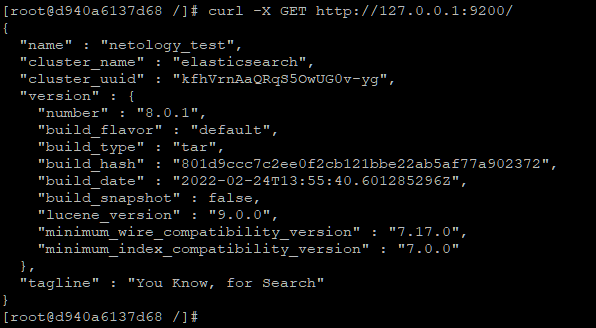 [root@d940a6137d68 /]# curl -X GET http://127.0.0.1:9200/
{
  "name" : "netology_test",
  "cluster_name" : "elasticsearch",
  "cluster_uuid" : "kfhVrnAaQRqS5OwUG0v-yg",
  "version" : {
    "number" : "8.0.1",
    "build_flavor" : "default",
    "build_type" : "tar",
    "build_hash" : "801d9ccc7c2ee0f2cb121bbe22ab5af77a902372",
    "build_date" : "2022-02-24T13:55:40.601285296Z",
    "build_snapshot" : false,
    "lucene_version" : "9.0.0",
    "minimum_wire_compatibility_version" : "7.17.0",
    "minimum_index_compatibility_version" : "7.0.0"
  },
  "tagline" : "You Know, for Search"
}
[root@d940a6137d68 /]#